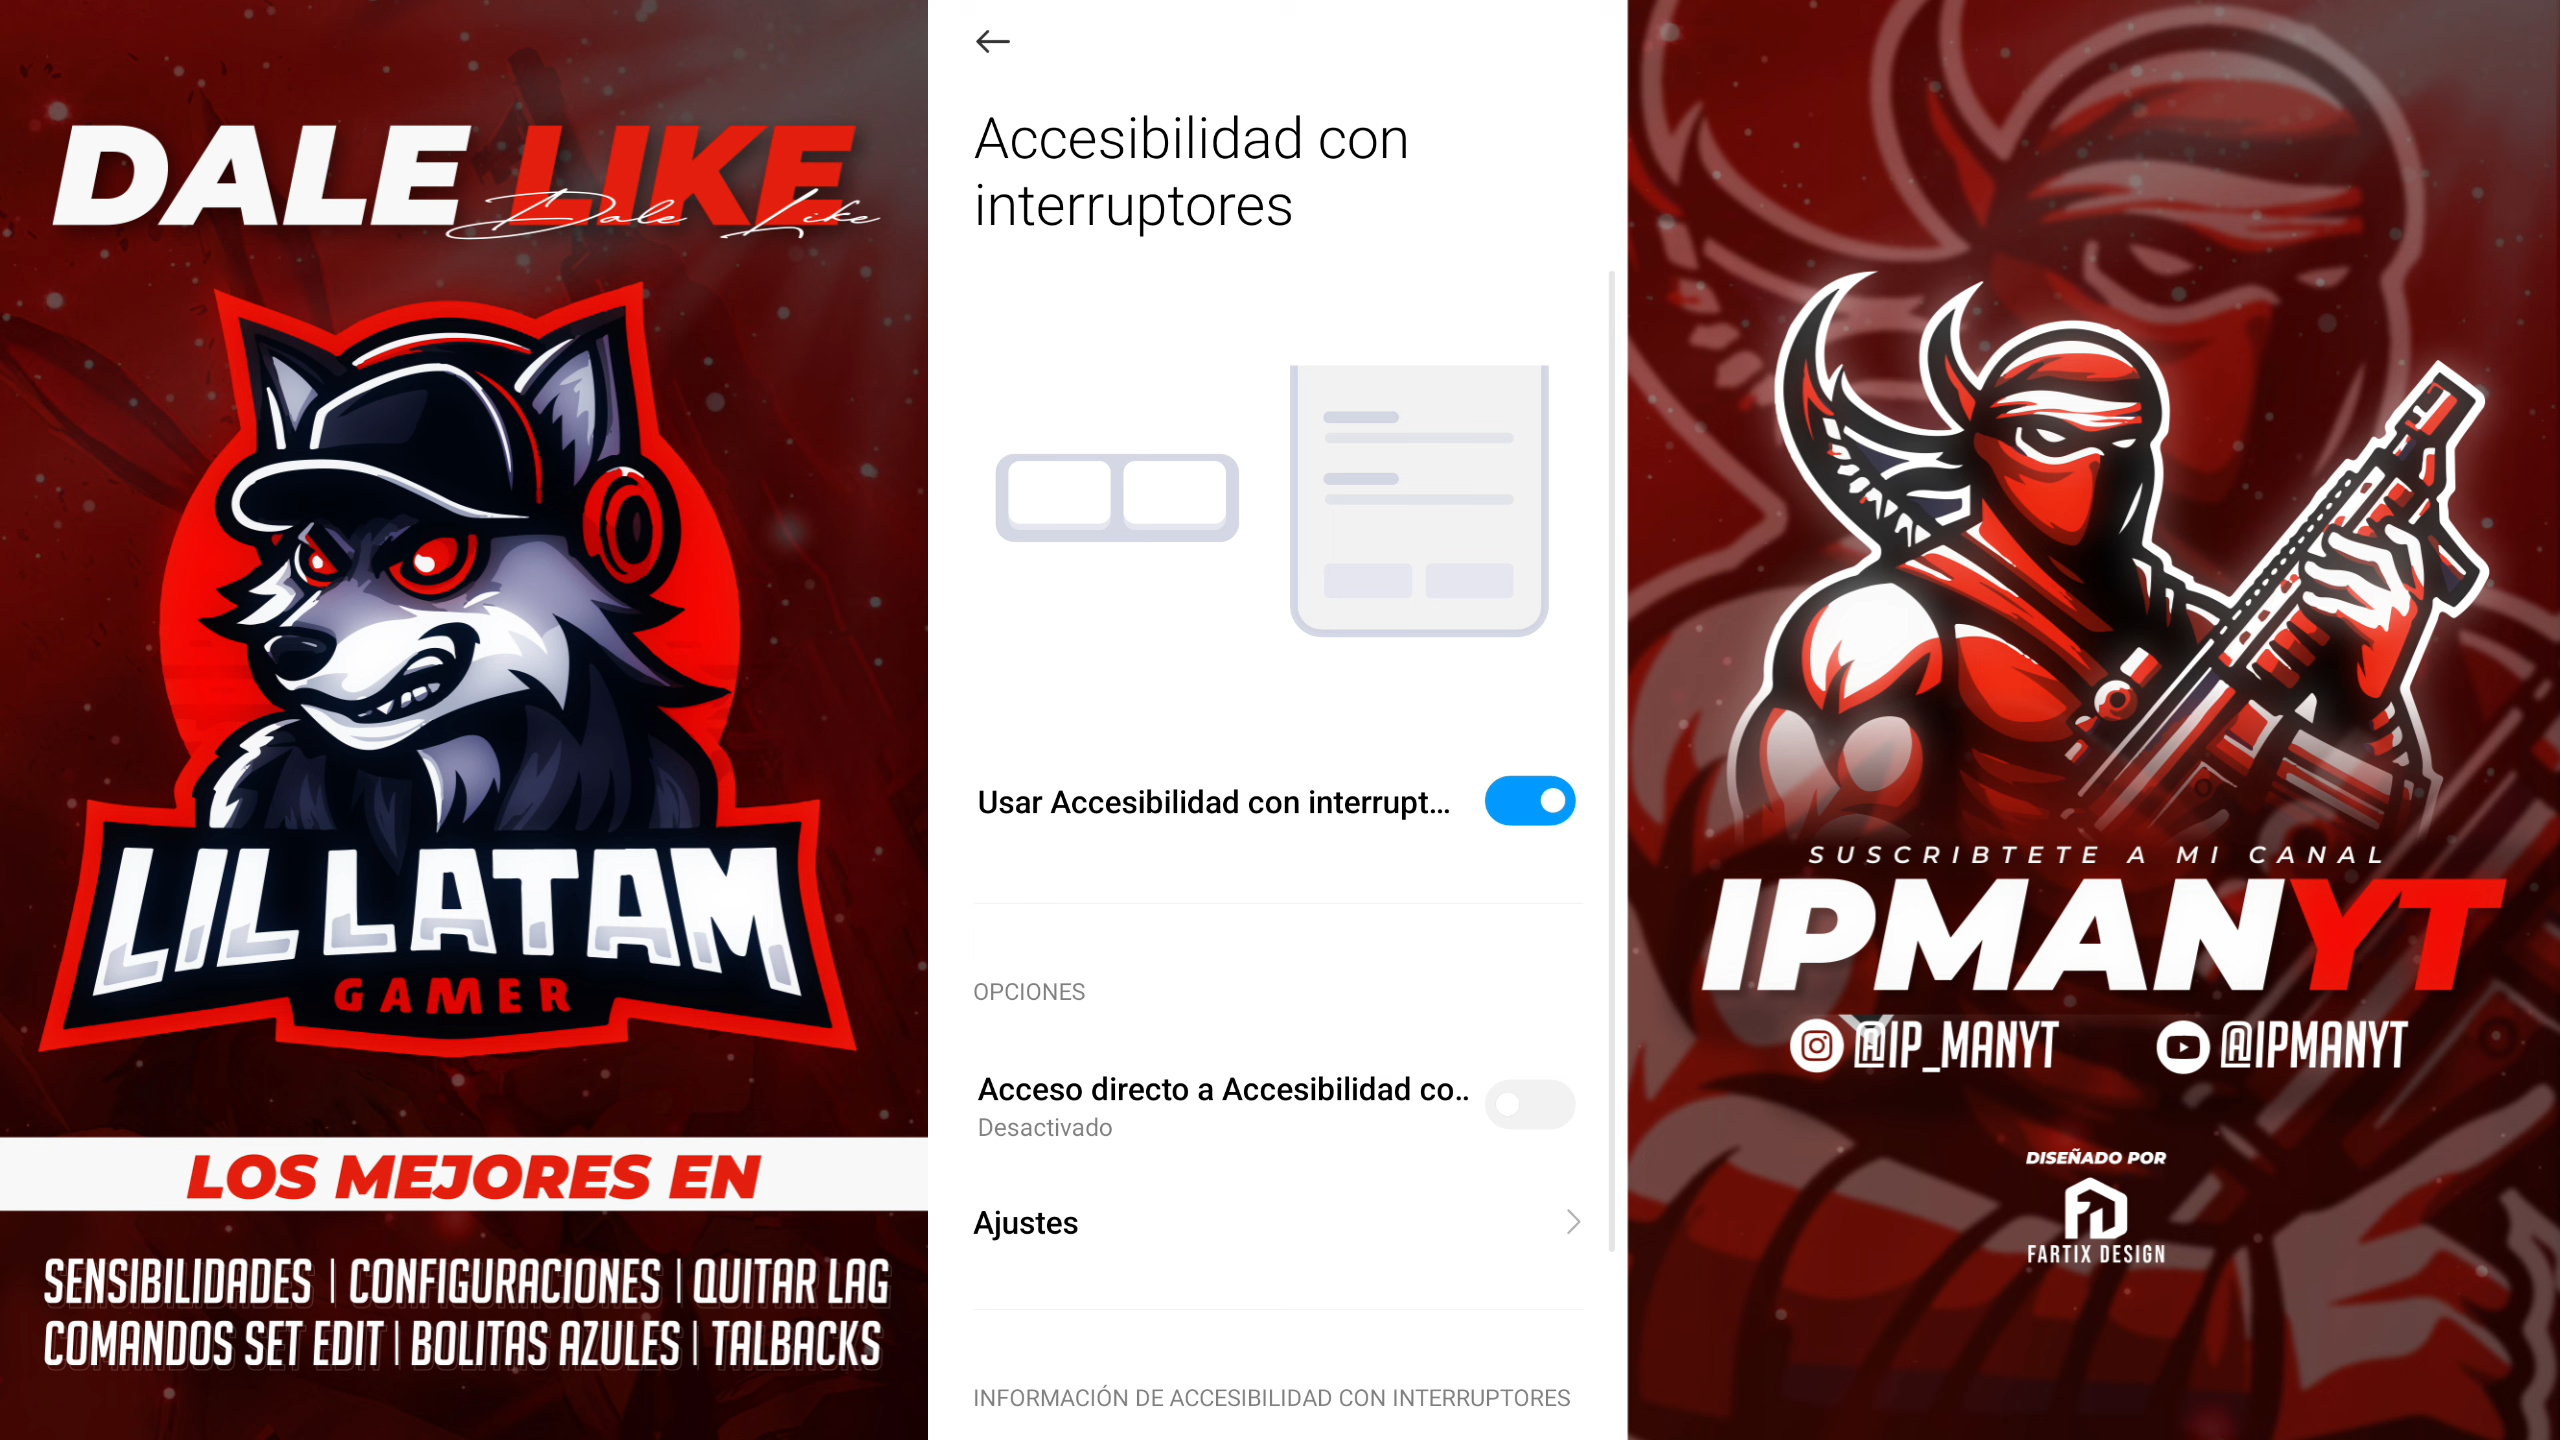 DALE LIKE
Dale Like
LIL LATAM
GAMER
LOS MEJORES EN
SENSIBILIDADES | CONFIGURACIONES | QUITAR LAG
COMANDOS SET EDIT | BOLITAS AZULES | TALBACKS
Accesibilidad con
interruptores
Usar Accesibilidad con interrupt...
OPCIONES
Acceso directo a Accesibilidad co..
Desactivado
Ajustes
INFORMACIÓN DE ACCESIBILIDAD CON INTERRUPTORES
SUSCRIBTETE A MI CANAL
IPMANYT
@IP_MANYT
@IPMANYT
DISEÑADO POR
FARTIX DESIGN